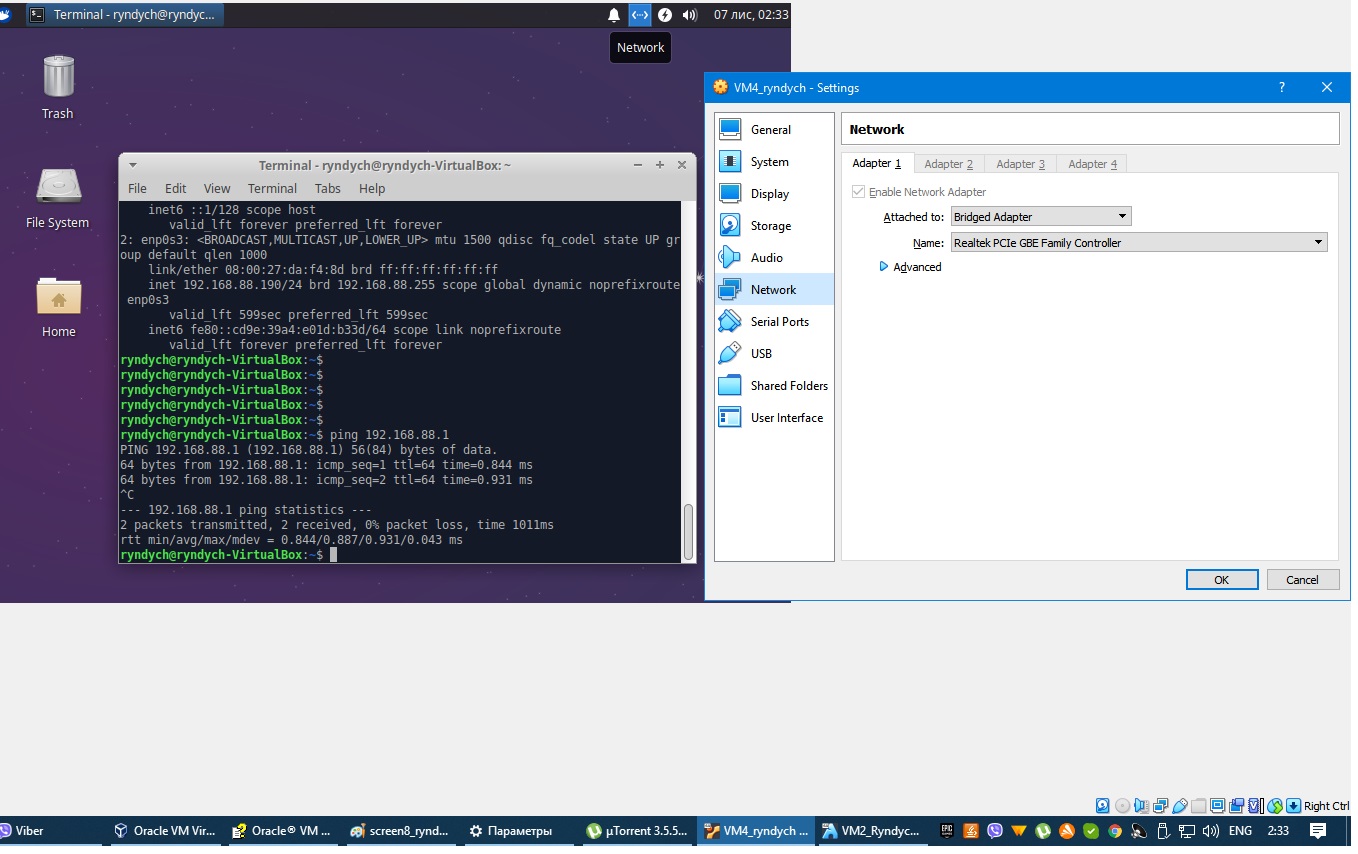 Terminal - ryndych@ryndyc...
07 лис, 02:33
Network
Trash
File System
Home
Terminal - ryndych@ryndych-VirtualBox: ~
File Edit View Terminal Tabs Help
inet6 ::1/128 scope host
valid_lft forever preferred_lft forever
2: enp0s3: <BROADCAST,MULTICAST,UP,LOWER_UP> mtu 1500 qdisc fq_codel state UP gr
oup default qlen 1000
link/ether 08:00:27:da:f4:8d brd ff:ff:ff:ff:ff:ff
inet 192.168.88.190/24 brd 192.168.88.255 scope global dynamic noprefixroute
enp0s3
valid_lft 599sec preferred_lft 599sec
inet6 fe80::cd9e:39a4:e01d:b33d/64 scope link noprefixroute
valid_lft forever preferred_lft forever
ryndych@ryndych-VirtualBox:~$
ryndych@ryndych-VirtualBox:~$
ryndych@ryndych-VirtualBox:~$
ryndych@ryndych-VirtualBox:~$
ryndych@ryndych-VirtualBox:~$
ryndych@ryndych-VirtualBox:~$ ping 192.168.88.1
PING 192.168.88.1 (192.168.88.1) 56(84) bytes of data.
64 bytes from 192.168.88.1: icmp_seq=1 ttl=64 time=0.844 ms
64 bytes from 192.168.88.1: icmp_seq=2 ttl=64 time=0.931 ms
^C
--- 192.168.88.1 ping statistics ---
2 packets transmitted, 2 received, 0% packet loss, time 1011ms
rtt min/avg/max/mdev = 0.844/0.887/0.931/0.043 ms
ryndych@ryndych-VirtualBox:~$
VM4_ryndych - Settings
?
General
System
Display
Storage
Audio
Network
Serial Ports
USB
Shared Folders
User Interface
Network
Adapter 1 Adapter 2 Adapter 3 Adapter 4
Enable Network Adapter
Attached to: Bridged Adapter
Name: Realtek PCIe GBE Family Controller
Advanced
OK Cancel
Right Ctrl
Viber
Oracle VM Vir...
Oracle® VM ...
screen8_rynd...
Параметры
µTorrent 3.5.5...
VM4_ryndych ...
VM2_Ryndyc...
EPIC
ENG
2:33